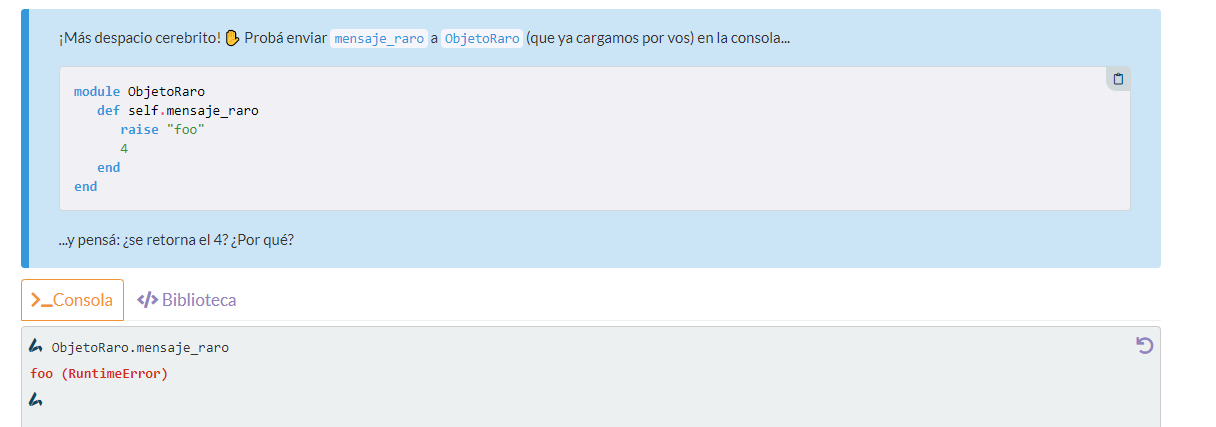 ¡Más despacio cerebrito! ✋ Probá enviar mensaje_raro a ObjetoRaro (que ya cargamos por vos) en la consola...
module ObjetoRaro
def self.mensaje_raro
raise "foo"
4
end
end
...y pensá: ¿se retorna el 4? ¿Por qué?
>_Consola </> Biblioteca
ObjetoRaro.mensaje_raro
foo (RuntimeError)